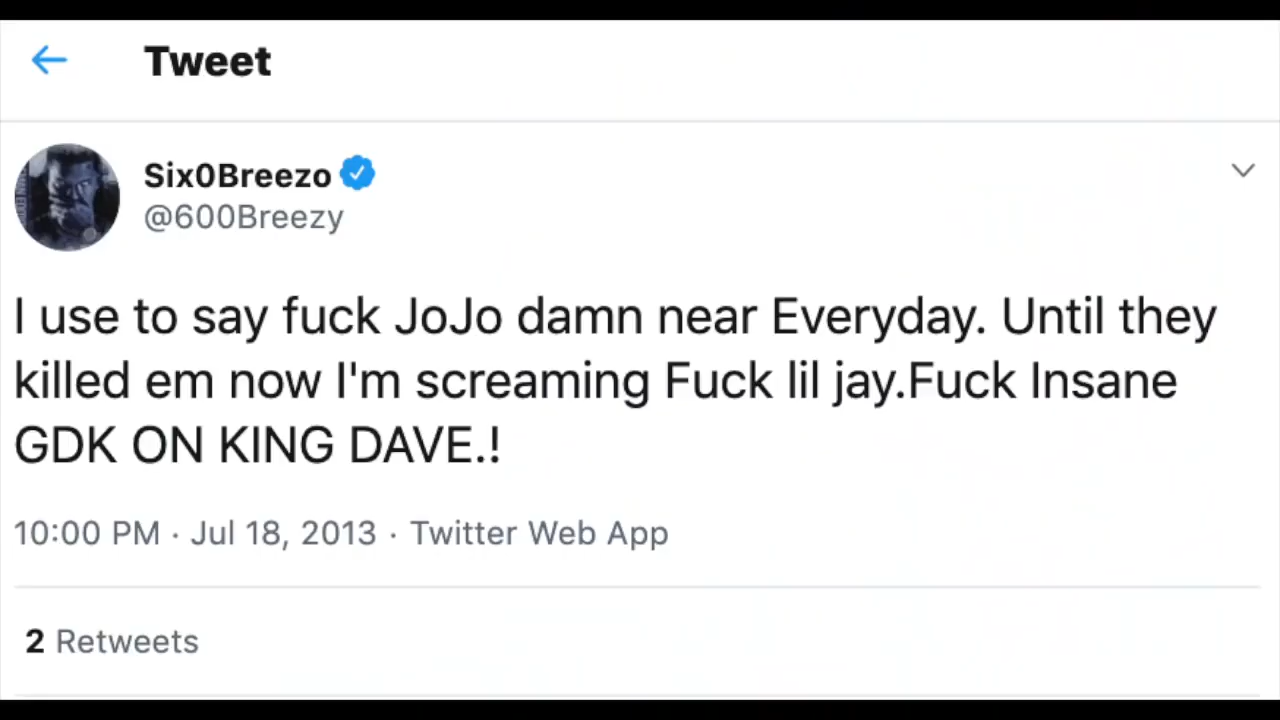 Tweet
Six0Breezo
@600Breezy
I use to say fuck JoJo damn near Everyday. Until they
killed em now I'm screaming Fuck lil jay.Fuck Insane
GDK ON KING DAVE.!
10:00 PM · Jul 18, 2013 · Twitter Web App
2 Retweets